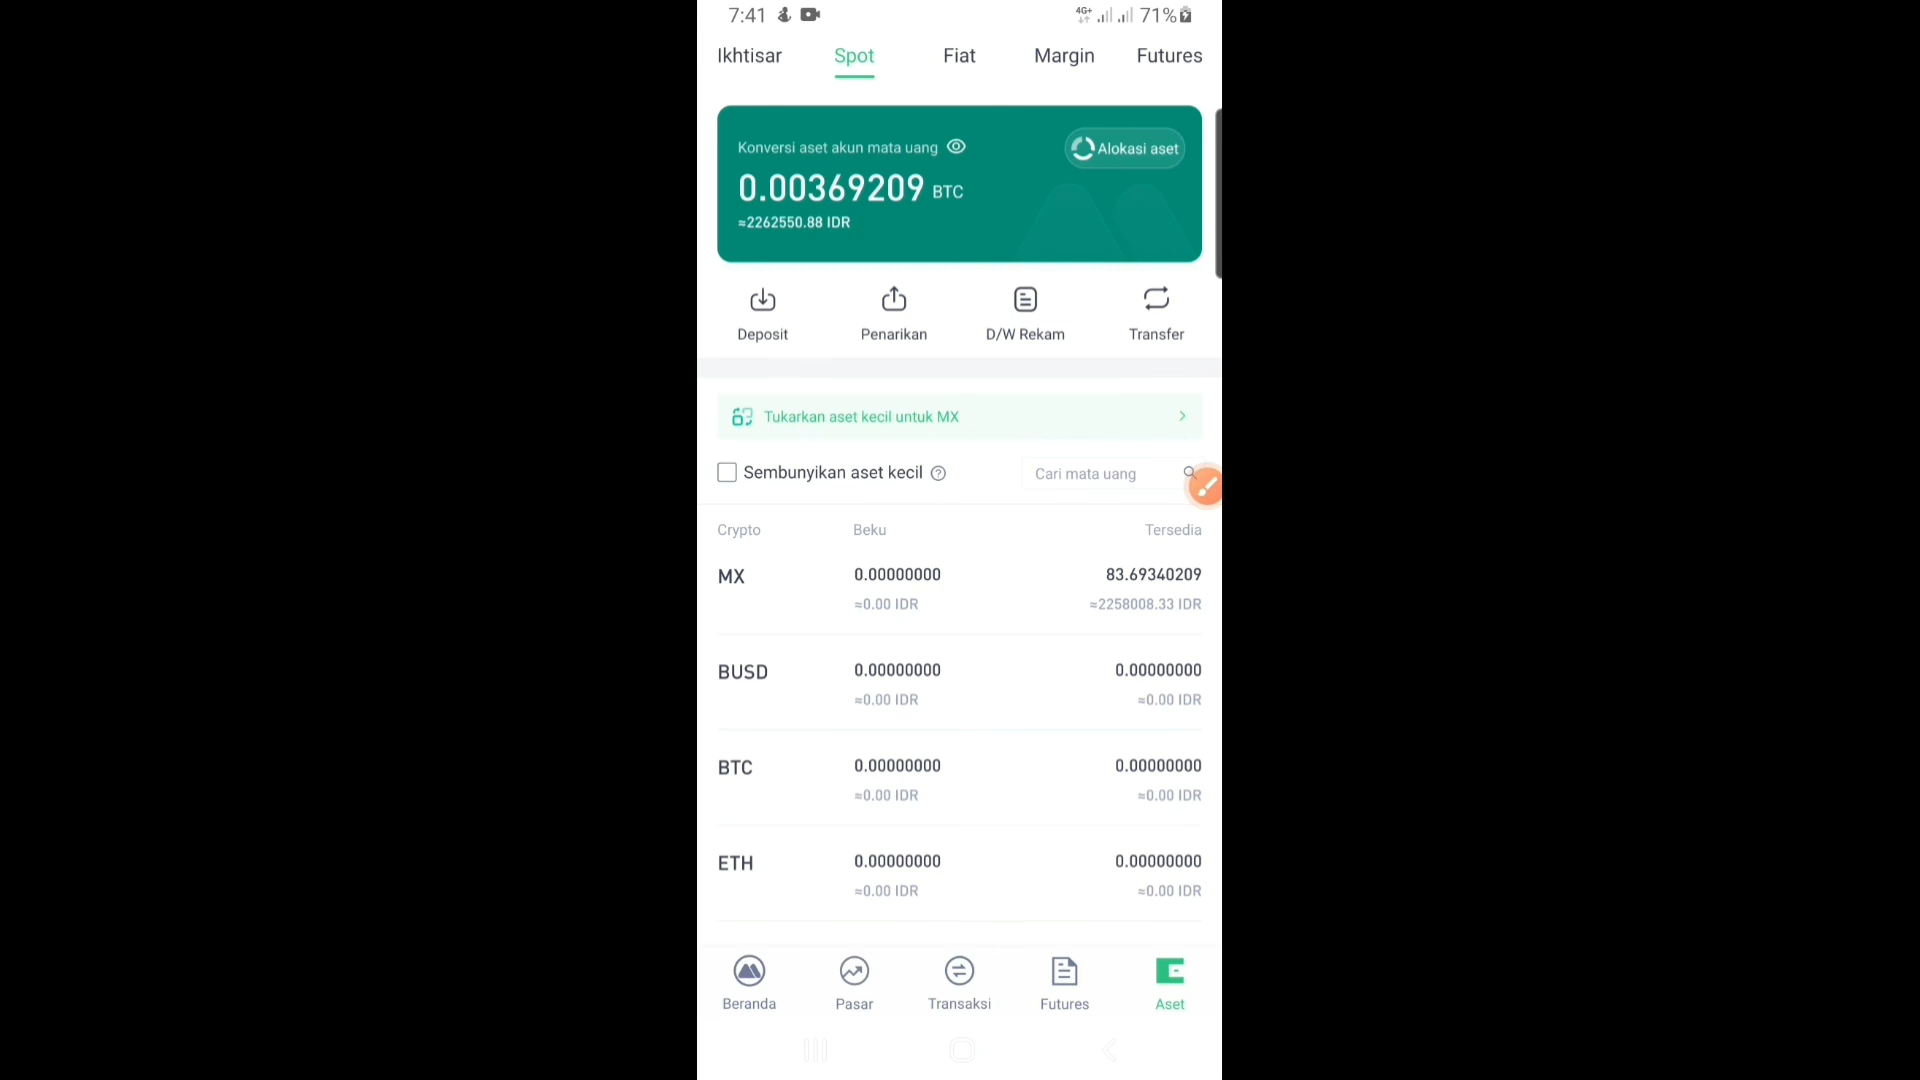 7:41 4G+ 71%
Ikhtisar Spot Fiat Margin Futures
Konversi aset akun mata uang Alokasi aset
0.00369209 BTC
≈2262550.88 IDR
Deposit Penarikan D/W Rekam Transfer
Tukarkan aset kecil untuk MX
Sembunyikan aset kecil Cari mata uang
Crypto Beku Tersedia
MX 0.00000000 83.69340209
≈0.00 IDR ≈2258008.33 IDR
BUSD 0.00000000 0.00000000
≈0.00 IDR ≈0.00 IDR
BTC 0.00000000 0.00000000
≈0.00 IDR ≈0.00 IDR
ETH 0.00000000 0.00000000
≈0.00 IDR ≈0.00 IDR
Beranda Pasar Transaksi Futures Aset